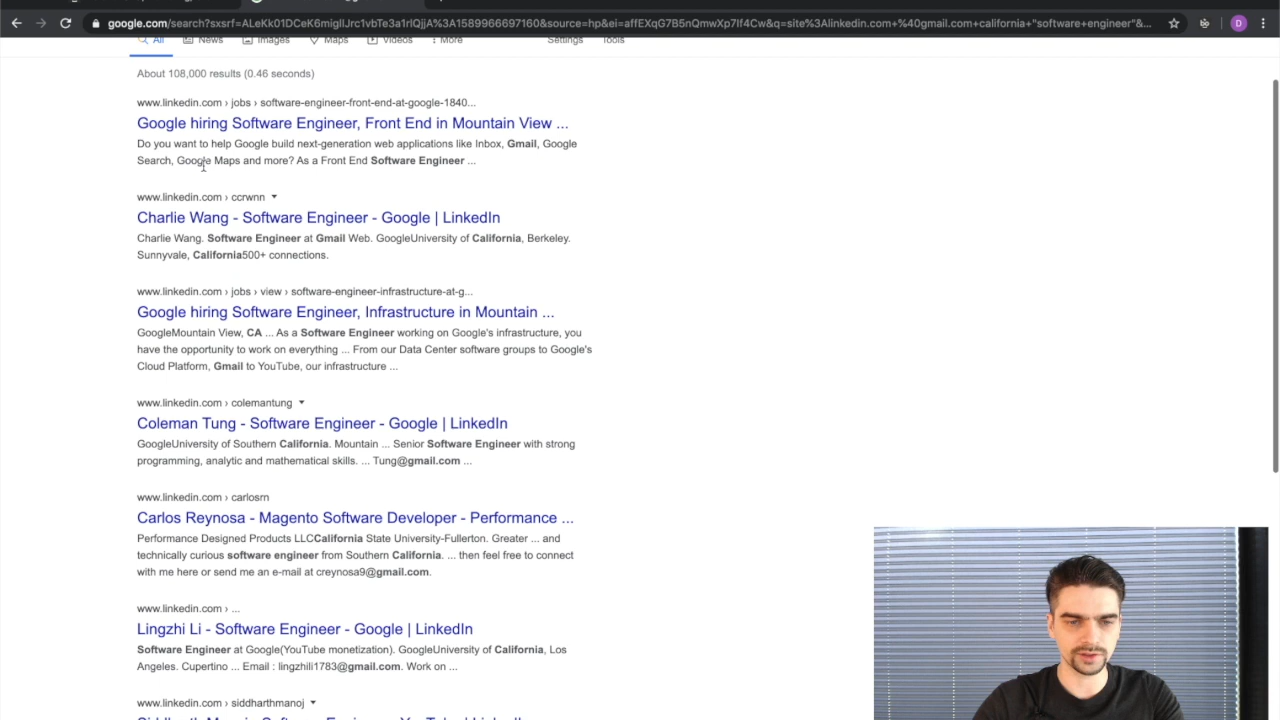 google.com/search?sxsrf=ALeKk01DCeK6miglIJrc1vbTe3a1rIQjjA%3A1589966697160&source=hp&ei=affEXqG7B5nQmwXp7If4Cw&q=site%3Alinkedin.com+%40gmail.com+california+"software+engineer"&...
D
All
News
Images
Maps
Videos
More
Settings
Tools
About 108,000 results (0.46 seconds)
www.linkedin.com › jobs › software-engineer-front-end-at-google-1840...
Google hiring Software Engineer, Front End in Mountain View ...
Do you want to help Google build next-generation web applications like Inbox, Gmail, Google
Search, Google Maps and more? As a Front End Software Engineer ...
www.linkedin.com › ccrwnn
Charlie Wang - Software Engineer - Google | LinkedIn
Charlie Wang. Software Engineer at Gmail Web. GoogleUniversity of California, Berkeley.
Sunnyvale, California500+ connections.
www.linkedin.com › jobs › view › software-engineer-infrastructure-at-g...
Google hiring Software Engineer, Infrastructure in Mountain ...
GoogleMountain View, CA ... As a Software Engineer working on Google's infrastructure, you
have the opportunity to work on everything ... From our Data Center software groups to Google's
Cloud Platform, Gmail to YouTube, our infrastructure ...
www.linkedin.com › colemantung
Coleman Tung - Software Engineer - Google | LinkedIn
GoogleUniversity of Southern California. Mountain ... Senior Software Engineer with strong
programming, analytic and mathematical skills. ... Tung@gmail.com ...
www.linkedin.com › carlosrn
Carlos Reynosa - Magento Software Developer - Performance ...
Performance Designed Products LLCCalifornia State University-Fullerton. Greater ... and
technically curious software engineer from Southern California. ... then feel free to connect
with me here or send me an e-mail at creynosa9@gmail.com.
www.linkedin.com › ...
Lingzhi Li - Software Engineer - Google | LinkedIn
Software Engineer at Google(YouTube monetization). GoogleUniversity of California, Los
Angeles. Cupertino ... Email : lingzhili1783@gmail.com. Work on ...
www.linkedin.com › siddharthmanoj